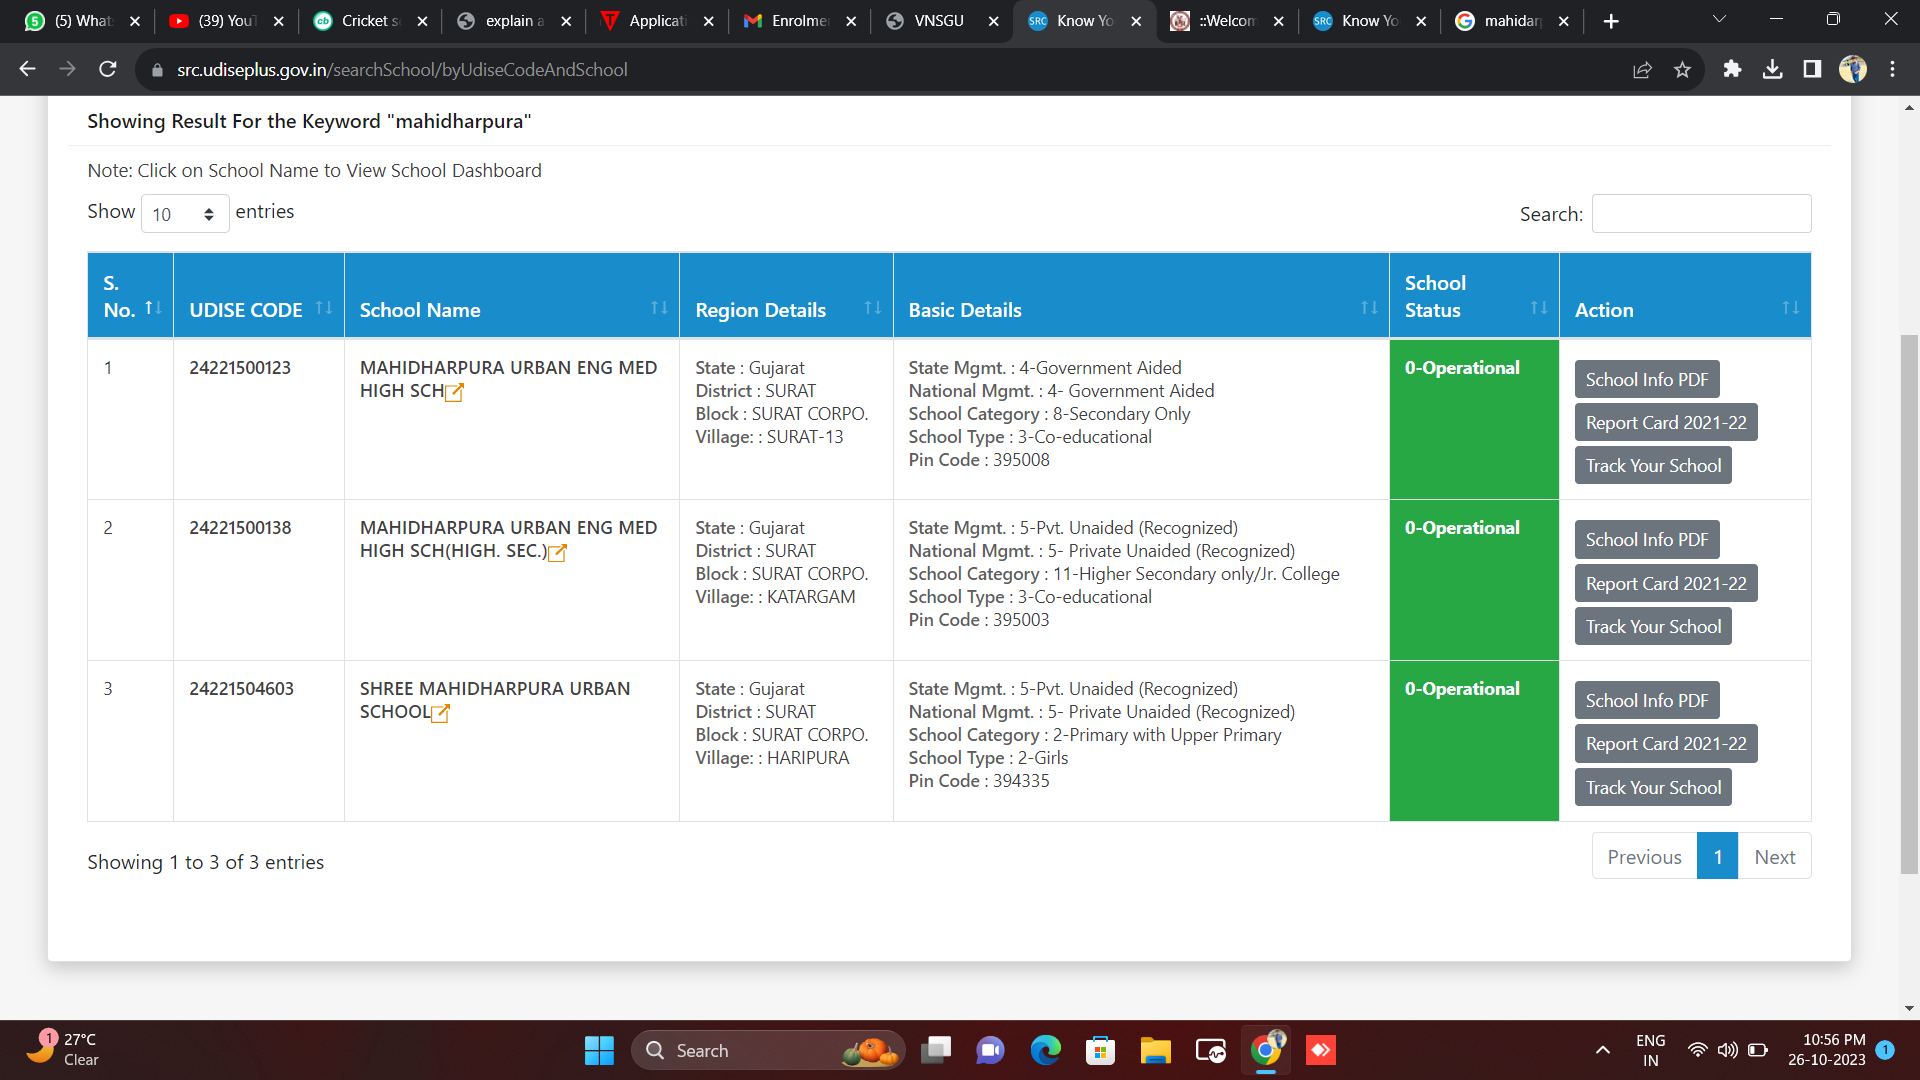 (5) What
(39) YouT
Cricket s
explain a
Applicati
Enrolmen
VNSGU
Know Yo
::Welcom
Know Yo
mahidarp
src.udiseplus.gov.in/searchSchool/byUdiseCodeAndSchool
Showing Result For the Keyword "mahidharpura"
Note: Click on School Name to View School Dashboard
Show 10 entries
Search:
S. No.
UDISE CODE
School Name
Region Details
Basic Details
School Status
Action
1
24221500123
MAHIDHARPURA URBAN ENG MED
HIGH SCH
State : Gujarat
District : SURAT
Block : SURAT CORPO.
Village: : SURAT-13
State Mgmt. : 4-Government Aided
National Mgmt. : 4- Government Aided
School Category : 8-Secondary Only
School Type : 3-Co-educational
Pin Code : 395008
0-Operational
School Info PDF
Report Card 2021-22
Track Your School
2
24221500138
MAHIDHARPURA URBAN ENG MED
HIGH SCH(HIGH. SEC.)
State : Gujarat
District : SURAT
Block : SURAT CORPO.
Village: : KATARGAM
State Mgmt. : 5-Pvt. Unaided (Recognized)
National Mgmt. : 5- Private Unaided (Recognized)
School Category : 11-Higher Secondary only/Jr. College
School Type : 3-Co-educational
Pin Code : 395003
0-Operational
School Info PDF
Report Card 2021-22
Track Your School
3
24221504603
SHREE MAHIDHARPURA URBAN
SCHOOL
State : Gujarat
District : SURAT
Block : SURAT CORPO.
Village: : HARIPURA
State Mgmt. : 5-Pvt. Unaided (Recognized)
National Mgmt. : 5- Private Unaided (Recognized)
School Category : 2-Primary with Upper Primary
School Type : 2-Girls
Pin Code : 394335
0-Operational
School Info PDF
Report Card 2021-22
Track Your School
Showing 1 to 3 of 3 entries
Previous 1 Next
1
27°C
Clear
Search
ENG
IN
10:56 PM
26-10-2023
1